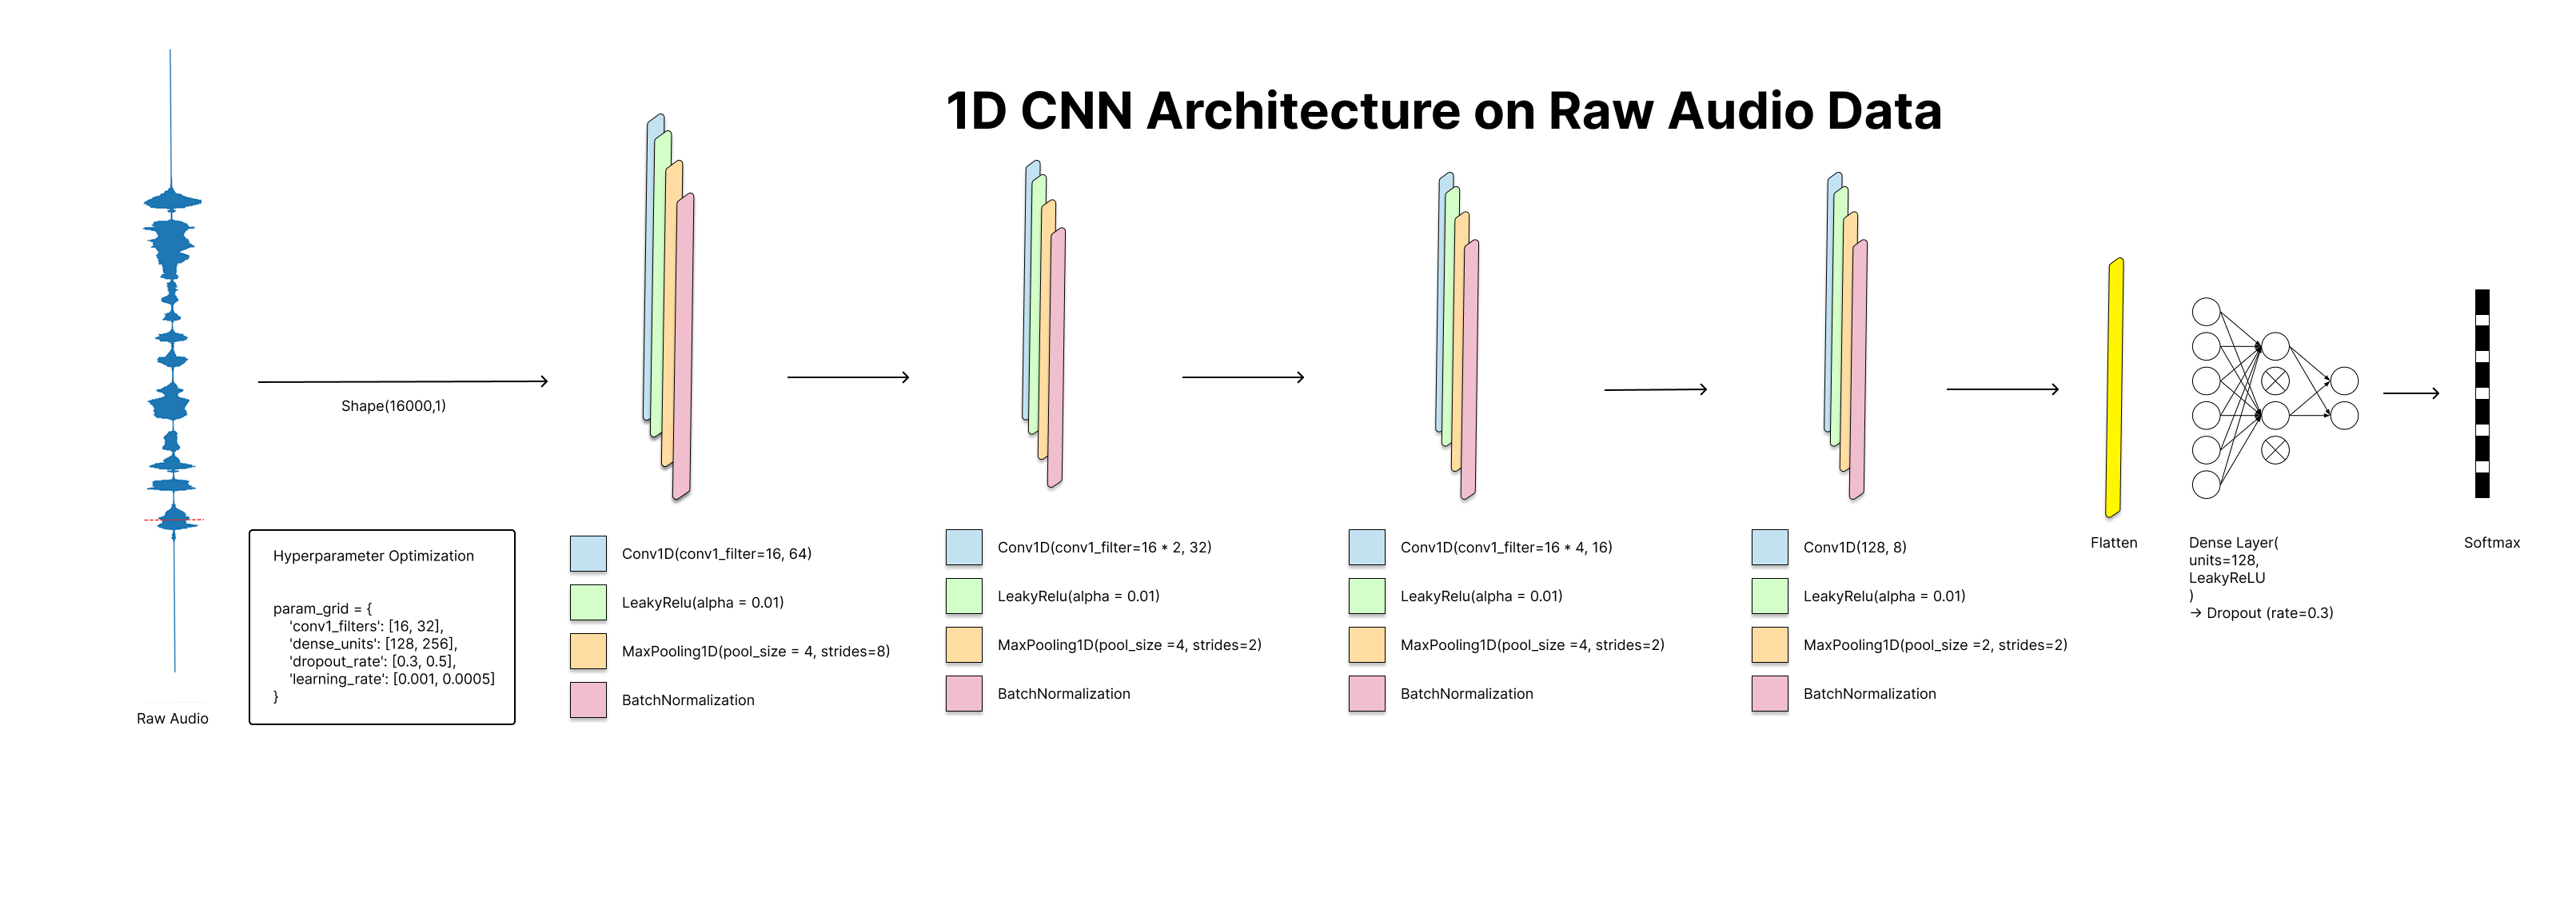 1D CNN Architecture on Raw Audio Data
Shape(16000,1)
Raw Audio
Hyperparameter Optimization
param_grid = {
'conv1_filters': [16, 32],
'dense_units': [128, 256],
'dropout_rate': [0.3, 0.5],
'learning_rate': [0.001, 0.0005]
}
Conv1D(conv1_filter=16, 64)
LeakyRelu(alpha = 0.01)
MaxPooling1D(pool_size = 4, strides=8)
BatchNormalization
Conv1D(conv1_filter=16 * 2, 32)
LeakyRelu(alpha = 0.01)
MaxPooling1D(pool_size =4, strides=2)
BatchNormalization
Conv1D(conv1_filter=16 * 4, 16)
LeakyRelu(alpha = 0.01)
MaxPooling1D(pool_size =4, strides=2)
BatchNormalization
Conv1D(128, 8)
LeakyRelu(alpha = 0.01)
MaxPooling1D(pool_size =2, strides=2)
BatchNormalization
Flatten
Dense Layer(
units=128,
LeakyReLU
)
→ Dropout (rate=0.3)
Softmax